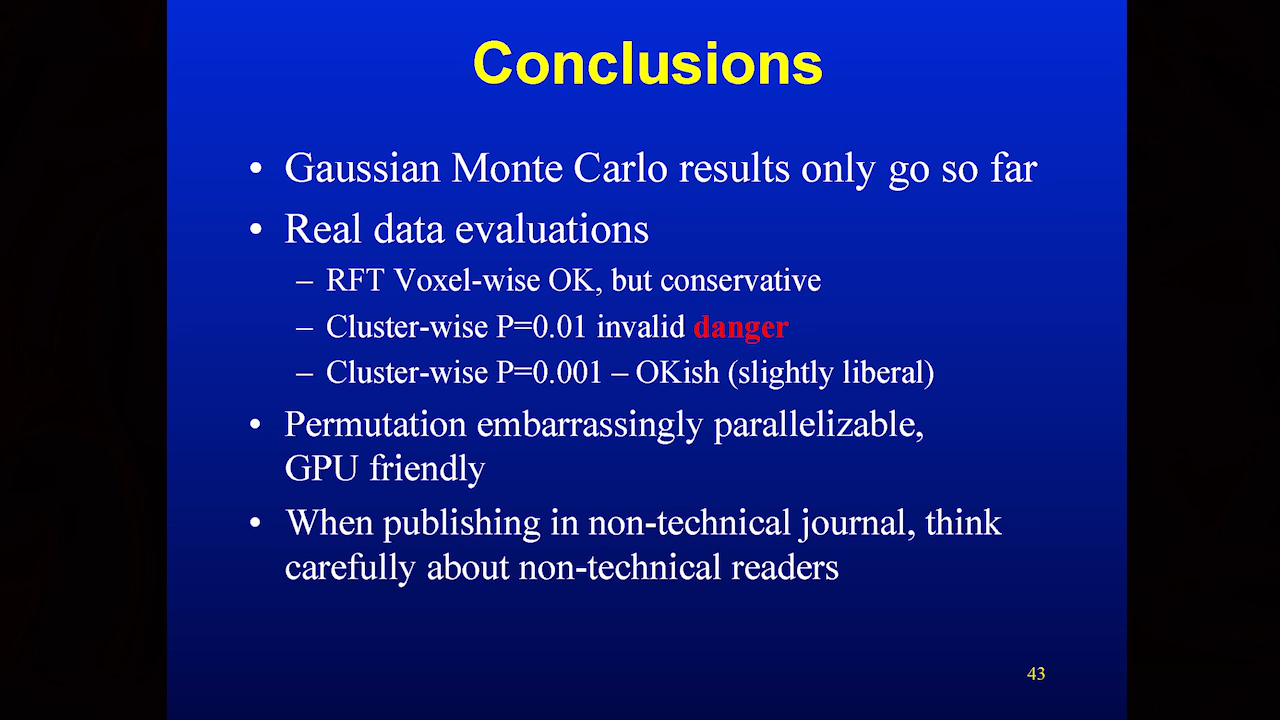 Conclusions
• Gaussian Monte Carlo results only go so far
• Real data evaluations
– RFT Voxel-wise OK, but conservative
– Cluster-wise P=0.01 invalid danger
– Cluster-wise P=0.001 – OKish (slightly liberal)
• Permutation embarrassingly parallelizable,
GPU friendly
• When publishing in non-technical journal, think
carefully about non-technical readers
43